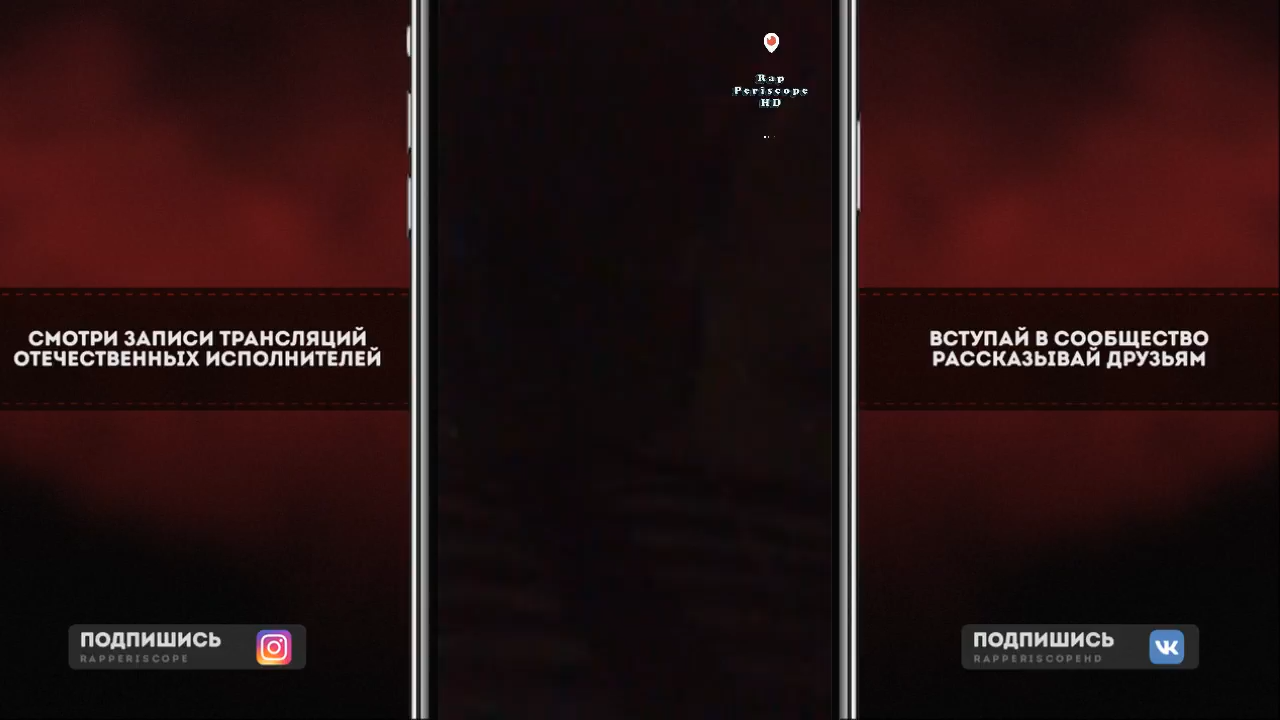 Rap
Periscope
HD
СМОТРИ ЗАПИСИ ТРАНСЛЯЦИЙ
ОТЕЧЕСТВЕННЫХ ИСПОЛНИТЕЛЕЙ
ВСТУПАЙ В СООБЩЕСТВО
РАССКАЗЫВАЙ ДРУЗЬЯМ
ПОДПИШИСЬ
RAPPERISCOPE
ПОДПИШИСЬ
RAPPERISCOPEHD